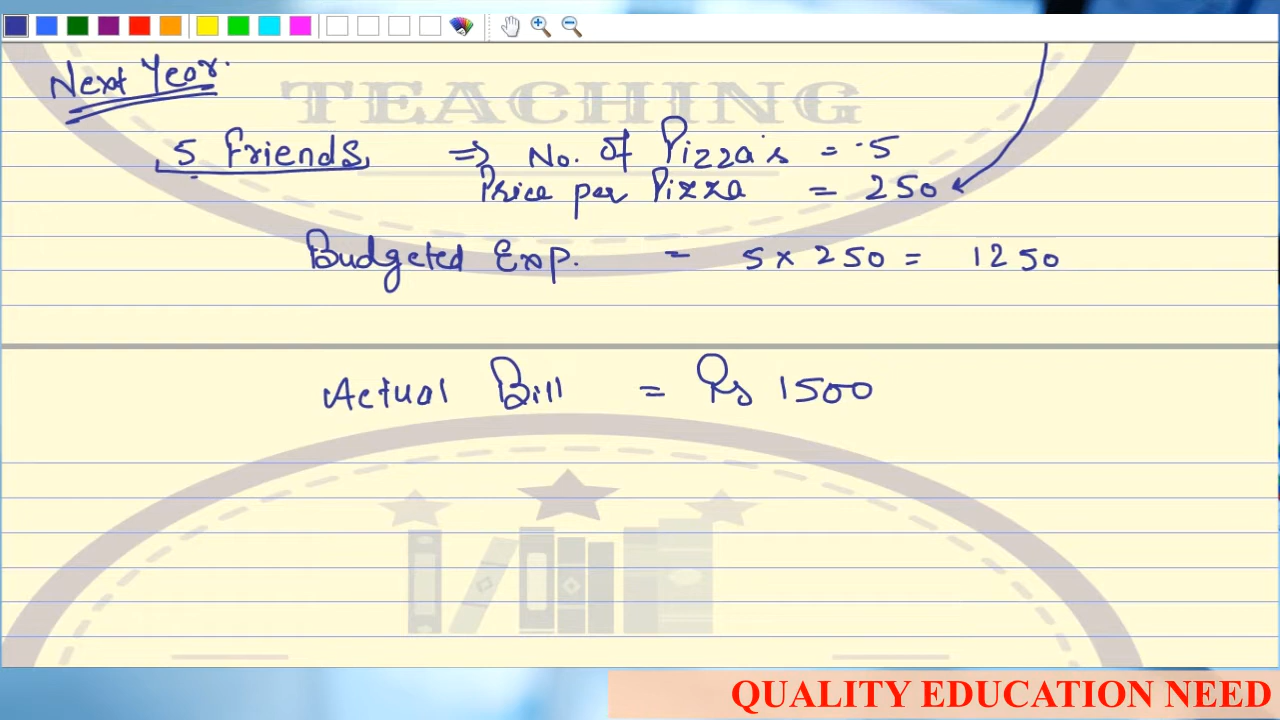 Next Year.
TEACHING
5 Friends ⇒ No. of Pizza's = 5
Price per Pizza = 250
Budgeted Exp. = 5 × 250 = 1250
Actual Bill = Rs 1500
QUALITY EDUCATION NEED